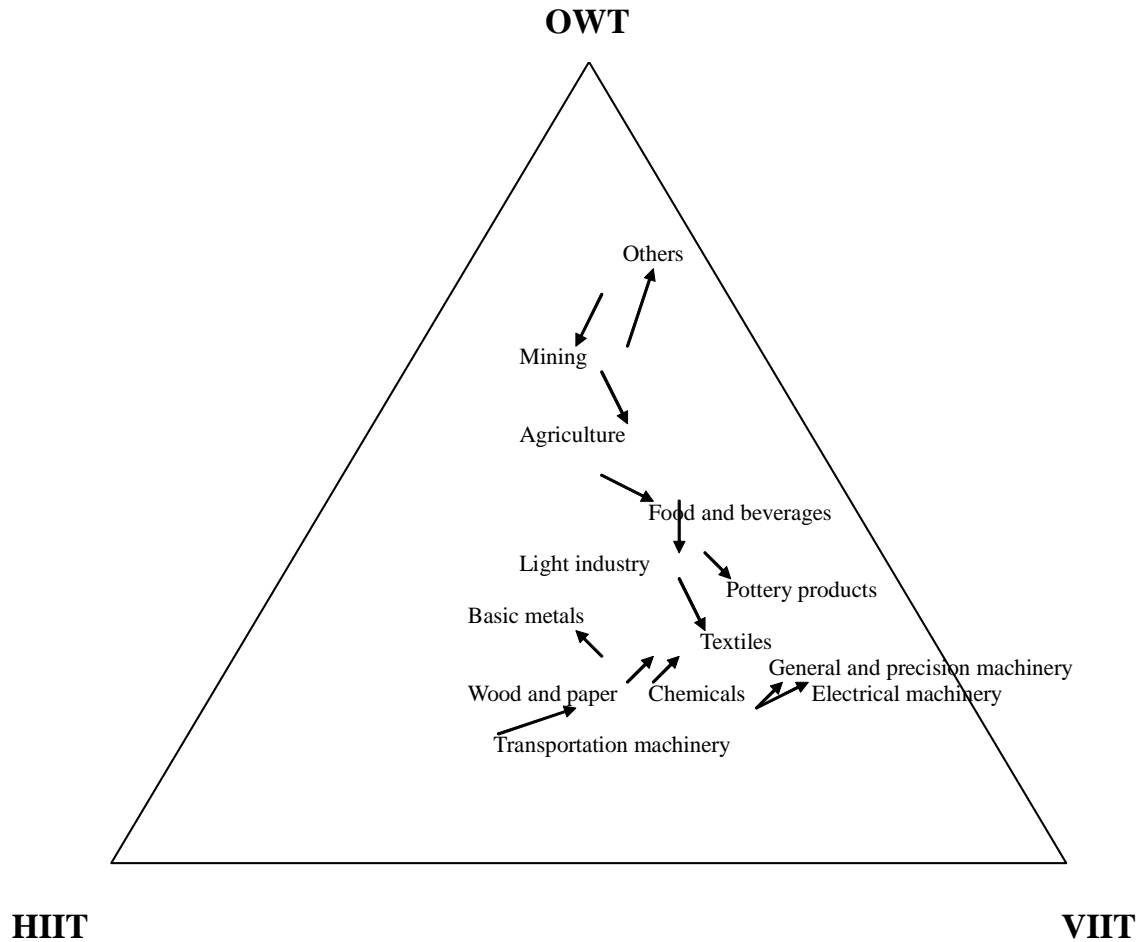 OWT
Others
Mining
Agriculture
Food and beverages
Light industry
Pottery products
Basic metals
Textiles
General and precision machinery
Wood and paper
Chemicals
Electrical machinery
Transportation machinery
HIIT
VIIT